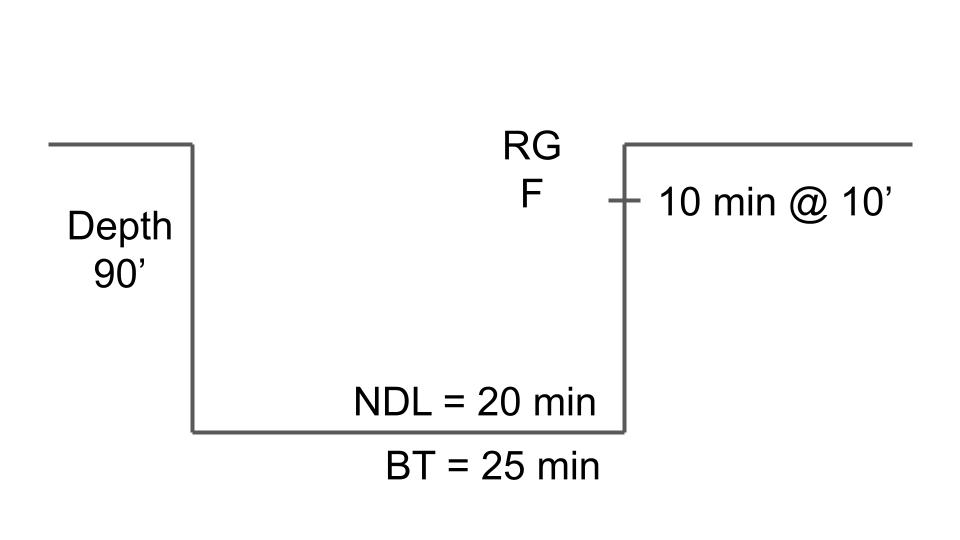 RG
F
10 min @ 10’
Depth
90’
NDL = 20 min
BT = 25 min